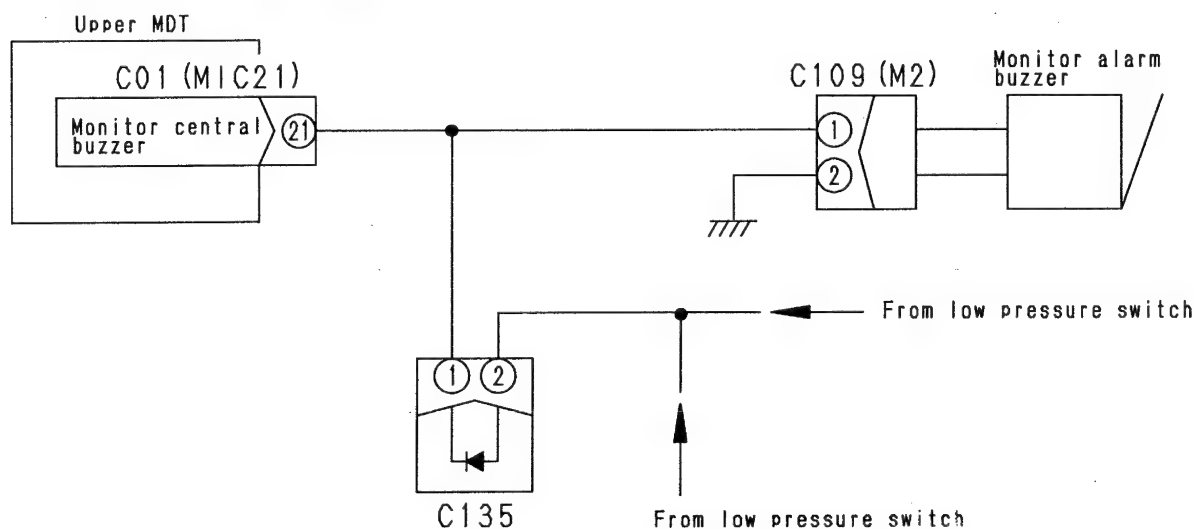 Upper MDT
C01 (MIC21)
Monitor central
buzzer
21
C109 (M2)
1
2
Monitor alarm
buzzer
From low pressure switch
1
2
C135
From low pressure switch